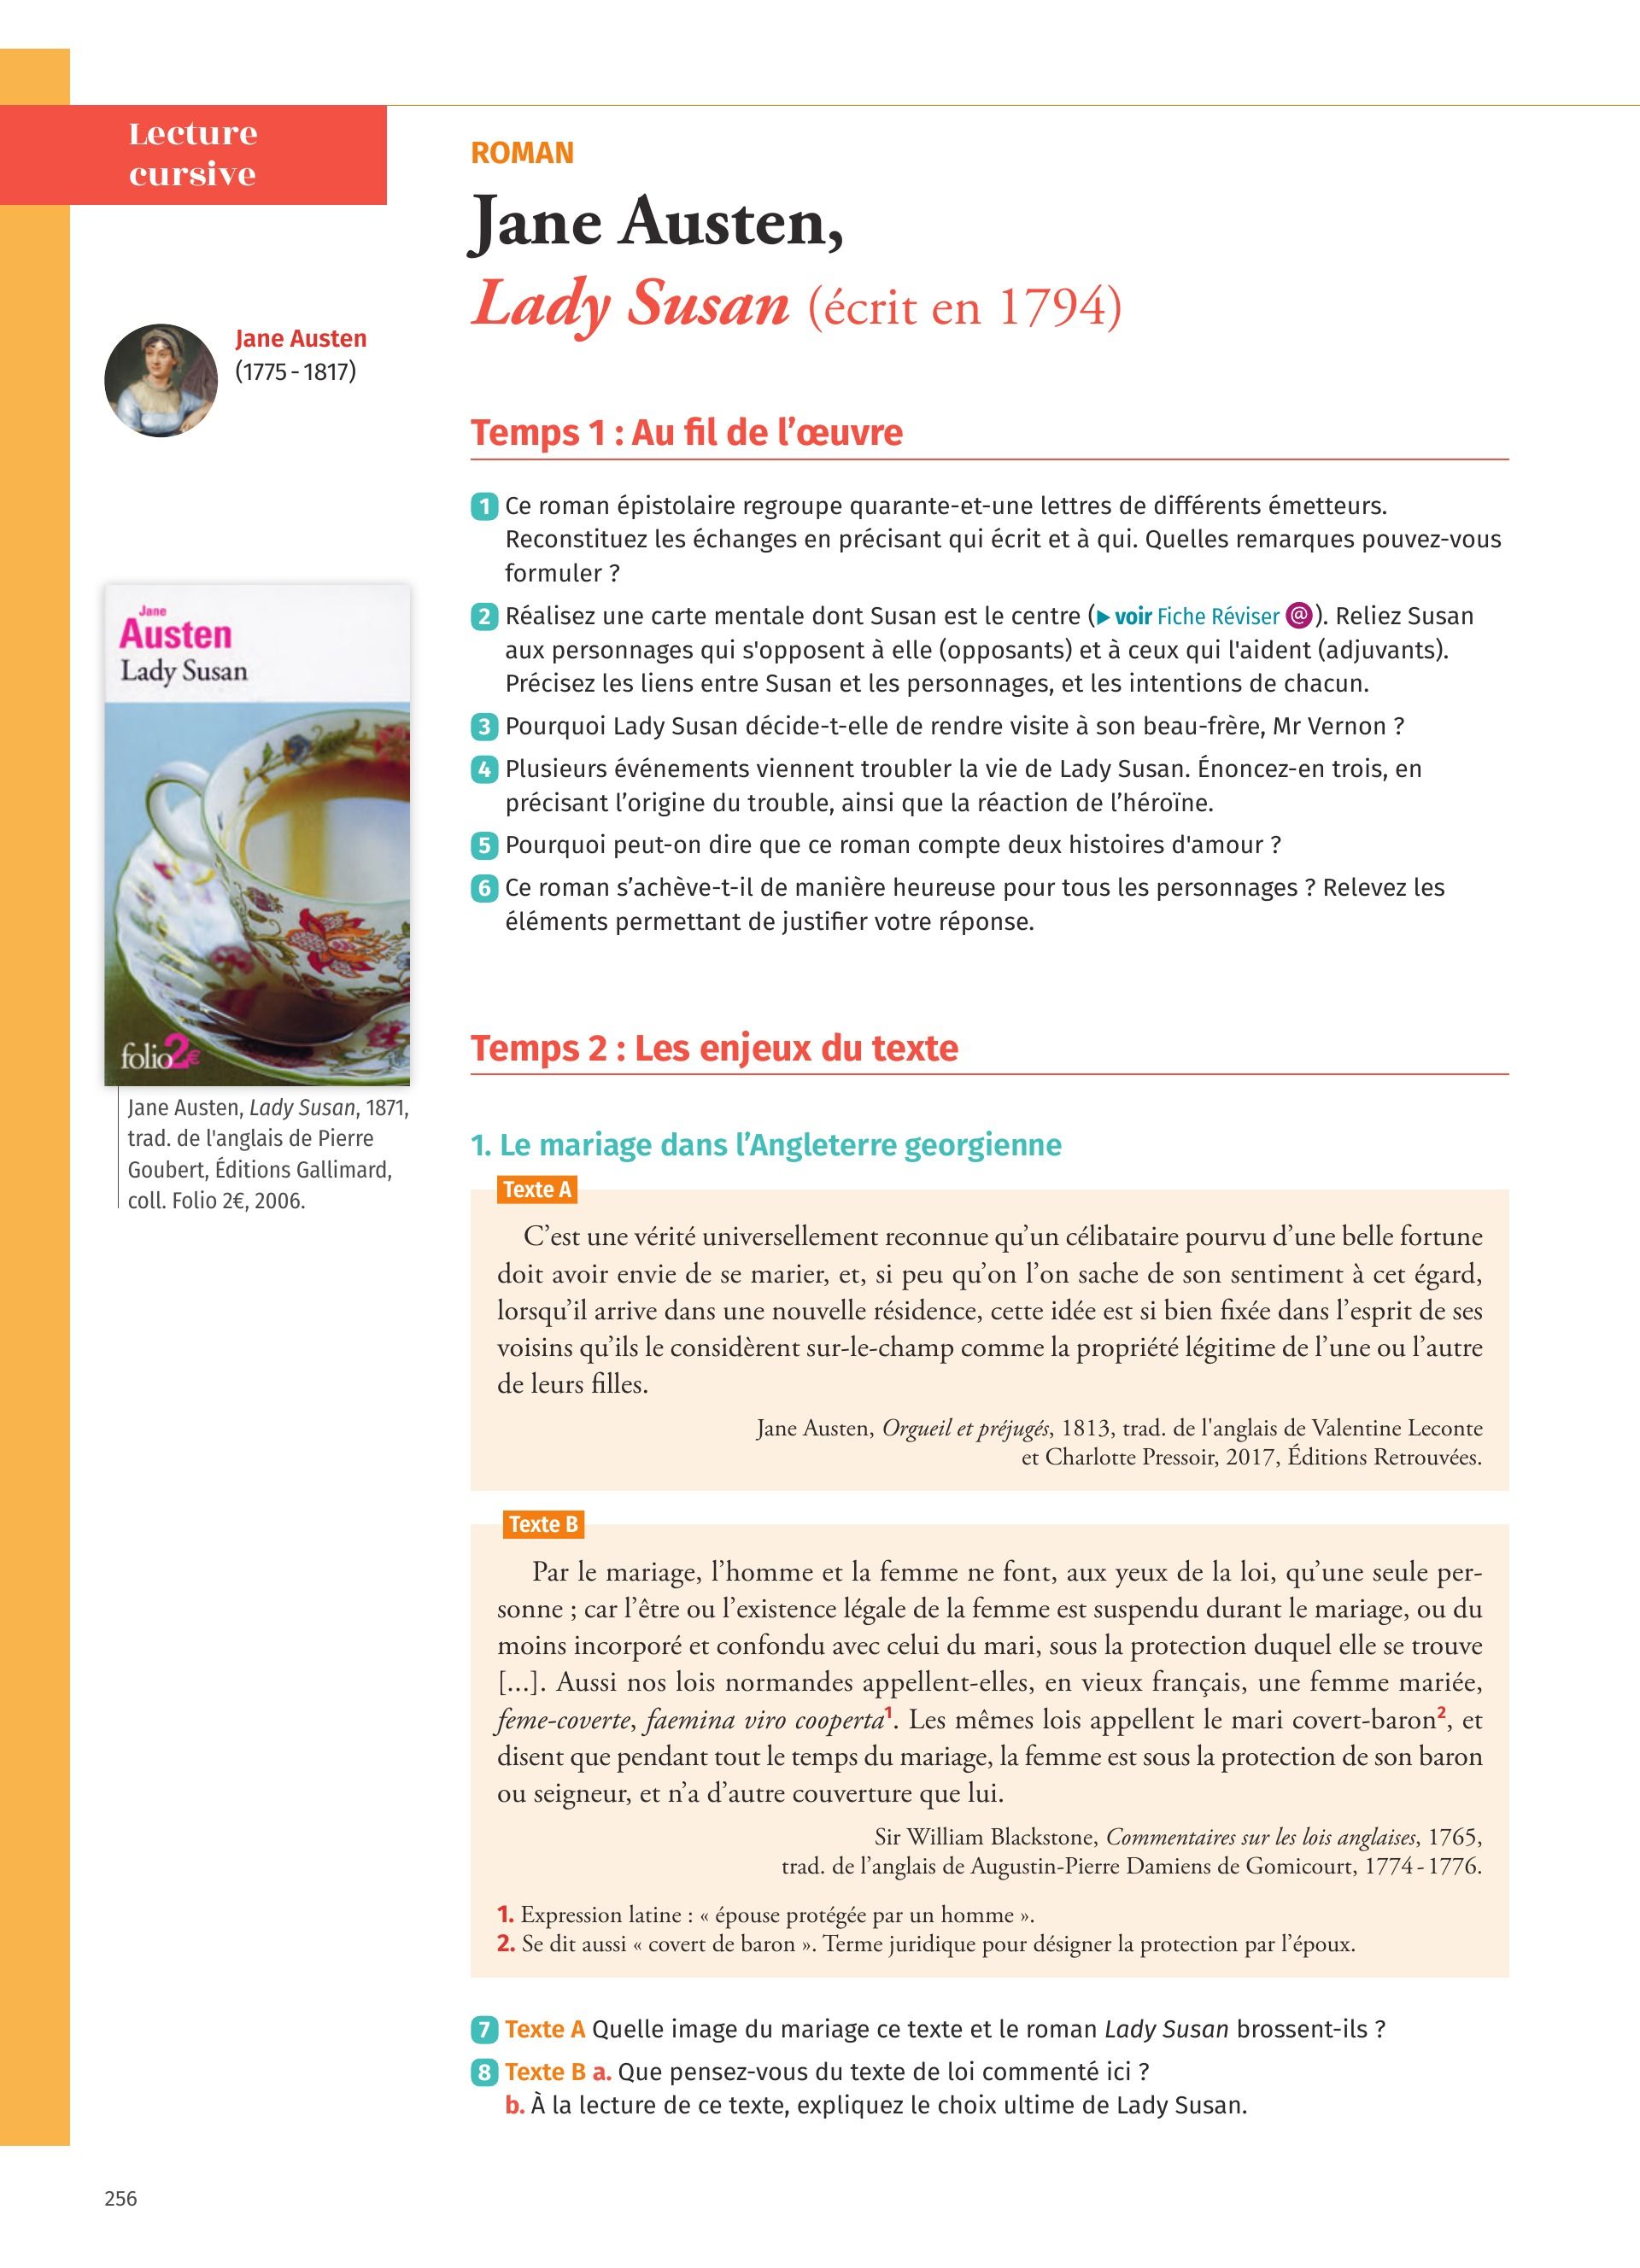 Lecture
cursive
ROMAN
Jane Austen,
Lady Susan (écrit en 1794)
Jane Austen
(1775 - 1817)
Temps 1 : Au fil de l’œuvre
1 Ce roman épistolaire regroupe quarante-et-une lettres de différents émetteurs.
Reconstituez les échanges en précisant qui écrit et à qui. Quelles remarques pouvez-vous
formuler ?
2 Réalisez une carte mentale dont Susan est le centre (▶ voir Fiche Réviser @). Reliez Susan
aux personnages qui s'opposent à elle (opposants) et à ceux qui l'aident (adjuvants).
Précisez les liens entre Susan et les personnages, et les intentions de chacun.
3 Pourquoi Lady Susan décide-t-elle de rendre visite à son beau-frère, Mr Vernon ?
4 Plusieurs événements viennent troubler la vie de Lady Susan. Énoncez-en trois, en
précisant l’origine du trouble, ainsi que la réaction de l’héroïne.
5 Pourquoi peut-on dire que ce roman compte deux histoires d'amour ?
6 Ce roman s’achève-t-il de manière heureuse pour tous les personnages ? Relevez les
éléments permettant de justifier votre réponse.
Jane
Austen
Lady Susan
folio2€
Jane Austen, Lady Susan, 1871,
trad. de l'anglais de Pierre
Goubert, Éditions Gallimard,
coll. Folio 2€, 2006.
Temps 2 : Les enjeux du texte
1. Le mariage dans l’Angleterre georgienne
Texte A
C’est une vérité universellement reconnue qu’un célibataire pourvu d’une belle fortune
doit avoir envie de se marier, et, si peu qu’on l’on sache de son sentiment à cet égard,
lorsqu’il arrive dans une nouvelle résidence, cette idée est si bien fixée dans l’esprit de ses
voisins qu’ils le considèrent sur-le-champ comme la propriété légitime de l’une ou l’autre
de leurs filles.
Jane Austen, Orgueil et préjugés, 1813, trad. de l'anglais de Valentine Leconte
et Charlotte Pressoir, 2017, Éditions Retrouvées.
Texte B
Par le mariage, l’homme et la femme ne font, aux yeux de la loi, qu’une seule per-
sonne ; car l’être ou l’existence légale de la femme est suspendu durant le mariage, ou du
moins incorporé et confondu avec celui du mari, sous la protection duquel elle se trouve
[...]. Aussi nos lois normandes appellent-elles, en vieux français, une femme mariée,
feme-coverte, faemina viro cooperta1. Les mêmes lois appellent le mari covert-baron2, et
disent que pendant tout le temps du mariage, la femme est sous la protection de son baron
ou seigneur, et n’a d’autre couverture que lui.
Sir William Blackstone, Commentaires sur les lois anglaises, 1765,
trad. de l’anglais de Augustin-Pierre Damiens de Gomicourt, 1774 - 1776.
1. Expression latine : « épouse protégée par un homme ».
2. Se dit aussi « covert de baron ». Terme juridique pour désigner la protection par l’époux.
7 Texte A Quelle image du mariage ce texte et le roman Lady Susan brossent-ils ?
8 Texte B a. Que pensez-vous du texte de loi commenté ici ?
b. À la lecture de ce texte, expliquez le choix ultime de Lady Susan.
256